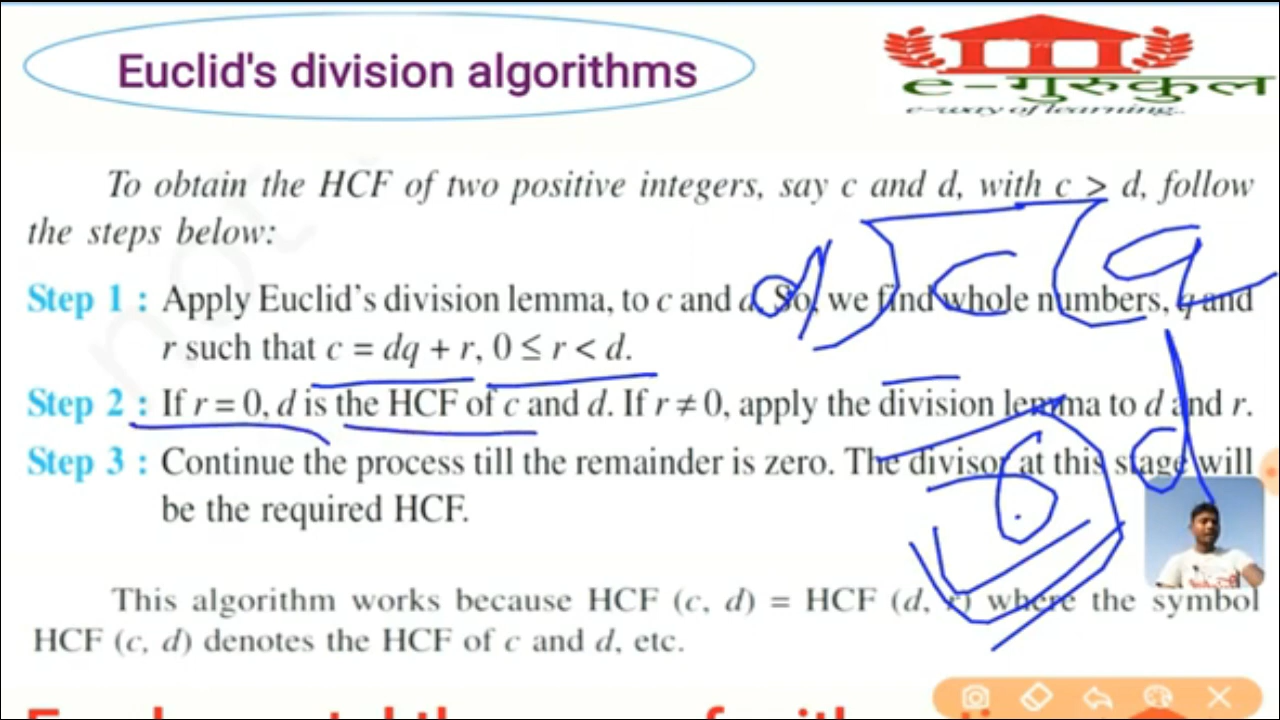 Euclid's division algorithms
e-गुरुकुल
e-way of learning..
To obtain the HCF of two positive integers, say c and d, with c > d, follow
the steps below:
Step 1 : Apply Euclid's division lemma, to c and d. So, we find whole numbers, q and
r such that c = dq + r, 0 ≤ r < d.
d) c ( q
Step 2 : If r = 0, d is the HCF of c and d. If r ≠ 0, apply the division lemma to d and r.
Step 3 : Continue the process till the remainder is zero. The divisor at this stage will
be the required HCF.
d
This algorithm works because HCF (c, d) = HCF (d, r) where the symbol
HCF (c, d) denotes the HCF of c and d, etc.